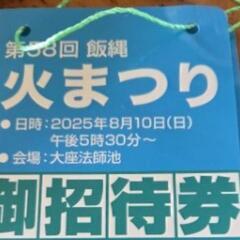 第38回 飯縄
火まつり
●日時:2025年8月10日(日)
午後5時30分～
●会場:大座法師池
御招待券